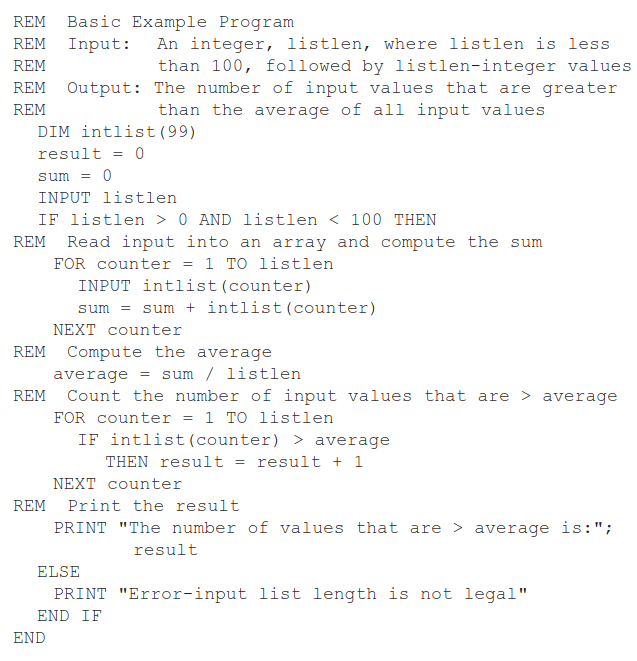 REM  Basic Example Program
REM  Input:   An integer, listlen, where listlen is less
REM           than 100, followed by listlen-integer values
REM  Output: The number of input values that are greater
REM           than the average of all input values
  DIM intlist(99)
  result = 0
  sum = 0
  INPUT listlen
  IF listlen > 0 AND listlen < 100 THEN
REM  Read input into an array and compute the sum
    FOR counter = 1 TO listlen
      INPUT intlist(counter)
      sum = sum + intlist(counter)
    NEXT counter
REM  Compute the average
    average = sum / listlen
REM  Count the number of input values that are > average
    FOR counter = 1 TO listlen
      IF intlist(counter) > average
        THEN result = result + 1
    NEXT counter
REM  Print the result
    PRINT "The number of values that are > average is:";
           result
  ELSE
    PRINT "Error-input list length is not legal"
  END IF
END